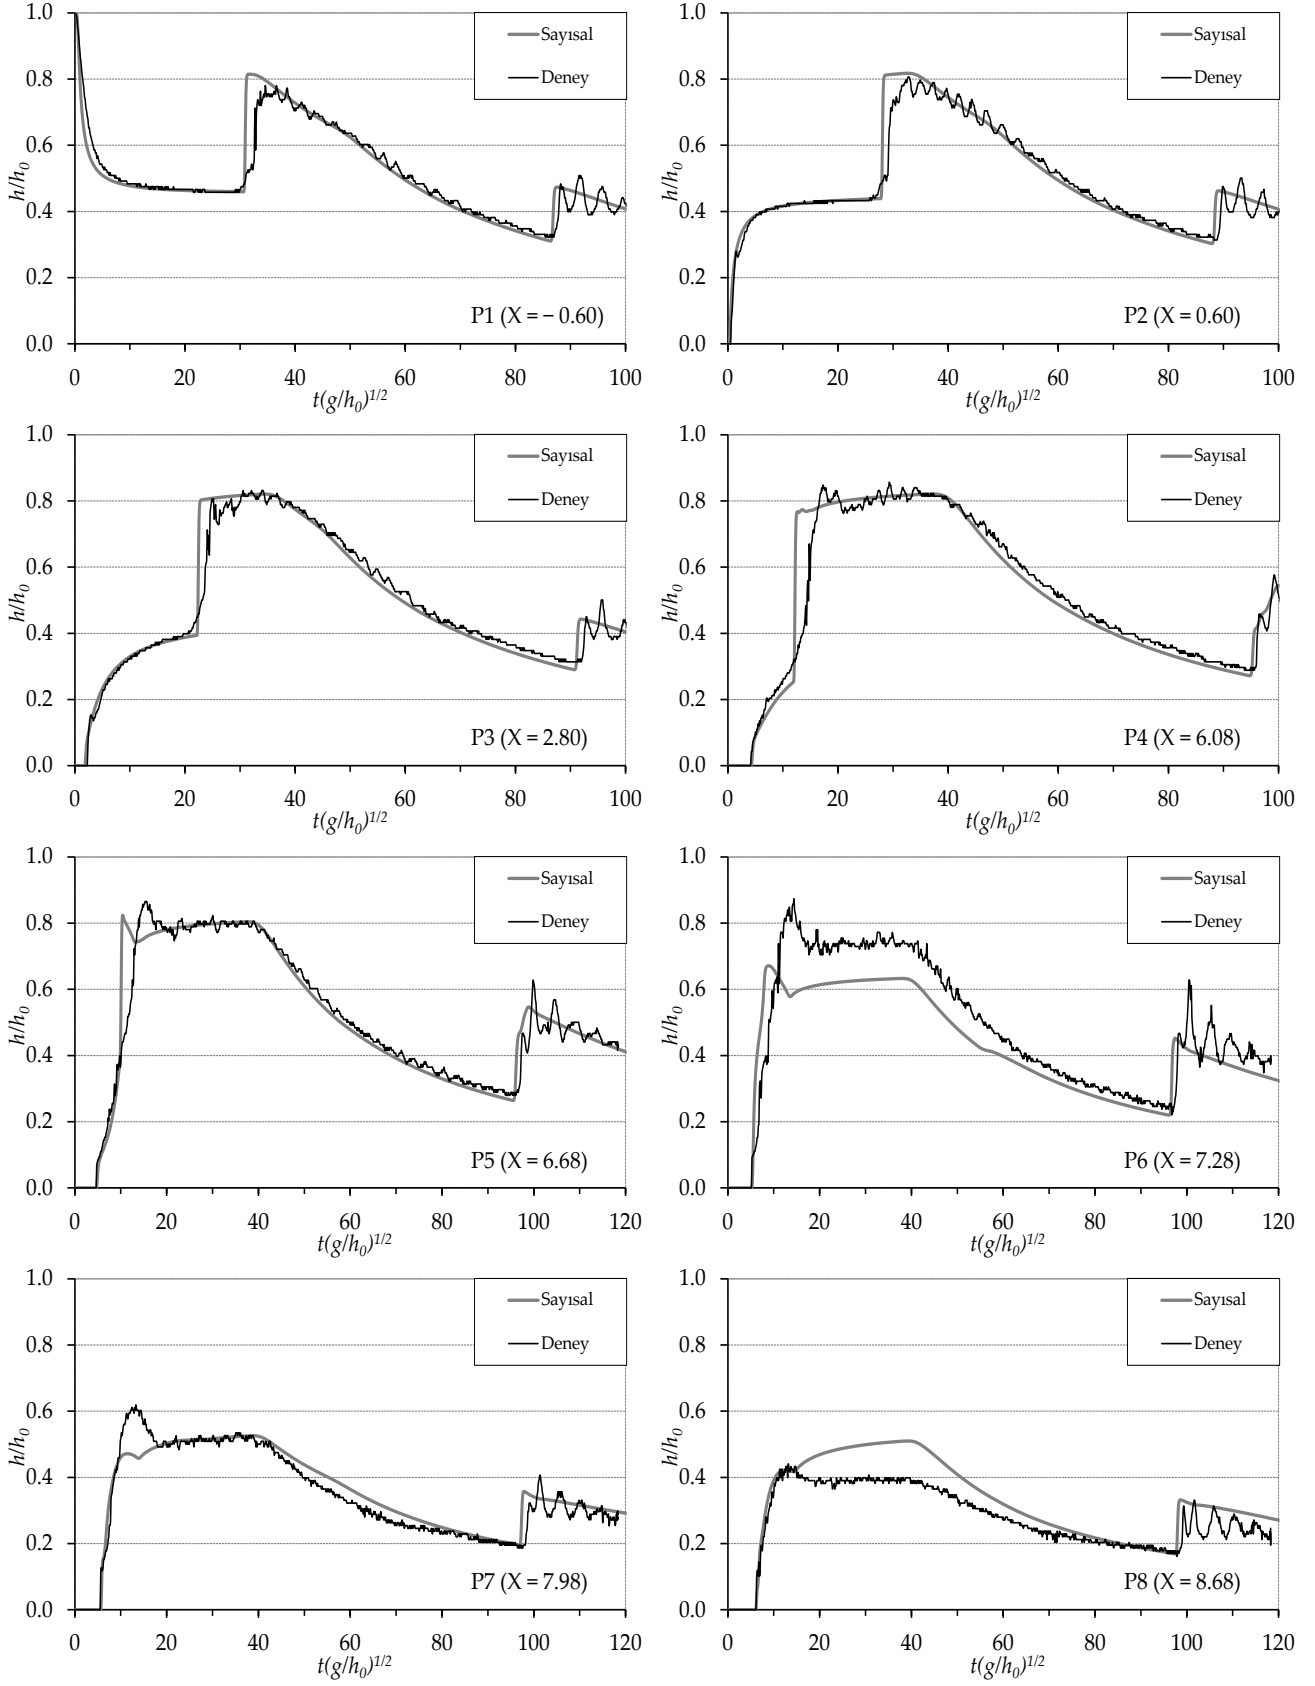 1.0
0.8
0.6
0.4
0.2
0.0
h/h0
Sayısal
Deney
P1 (X = − 0.60)
0 20 40 60 80 100
t(g/h0)1/2
1.0
0.8
0.6
0.4
0.2
0.0
h/h0
Sayısal
Deney
P2 (X = 0.60)
0 20 40 60 80 100
t(g/h0)1/2
1.0
0.8
0.6
0.4
0.2
0.0
h/h0
Sayısal
Deney
P3 (X = 2.80)
0 20 40 60 80 100
t(g/h0)1/2
1.0
0.8
0.6
0.4
0.2
0.0
h/h0
Sayısal
Deney
P4 (X = 6.08)
0 20 40 60 80 100
t(g/h0)1/2
1.0
0.8
0.6
0.4
0.2
0.0
h/h0
Sayısal
Deney
P5 (X = 6.68)
0 20 40 60 80 100 120
t(g/h0)1/2
1.0
0.8
0.6
0.4
0.2
0.0
h/h0
Sayısal
Deney
P6 (X = 7.28)
0 20 40 60 80 100 120
t(g/h0)1/2
1.0
0.8
0.6
0.4
0.2
0.0
h/h0
Sayısal
Deney
P7 (X = 7.98)
0 20 40 60 80 100 120
t(g/h0)1/2
1.0
0.8
0.6
0.4
0.2
0.0
h/h0
Sayısal
Deney
P8 (X = 8.68)
0 20 40 60 80 100 120
t(g/h0)1/2